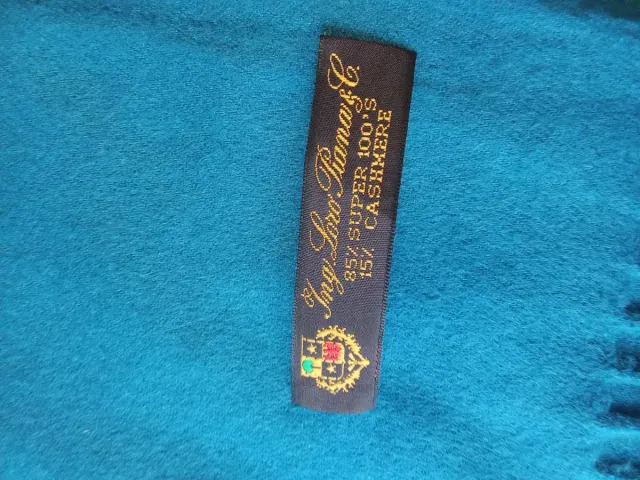 Ing. Loro Piana & C.
85% SUPER 100'S
15% CASHMERE